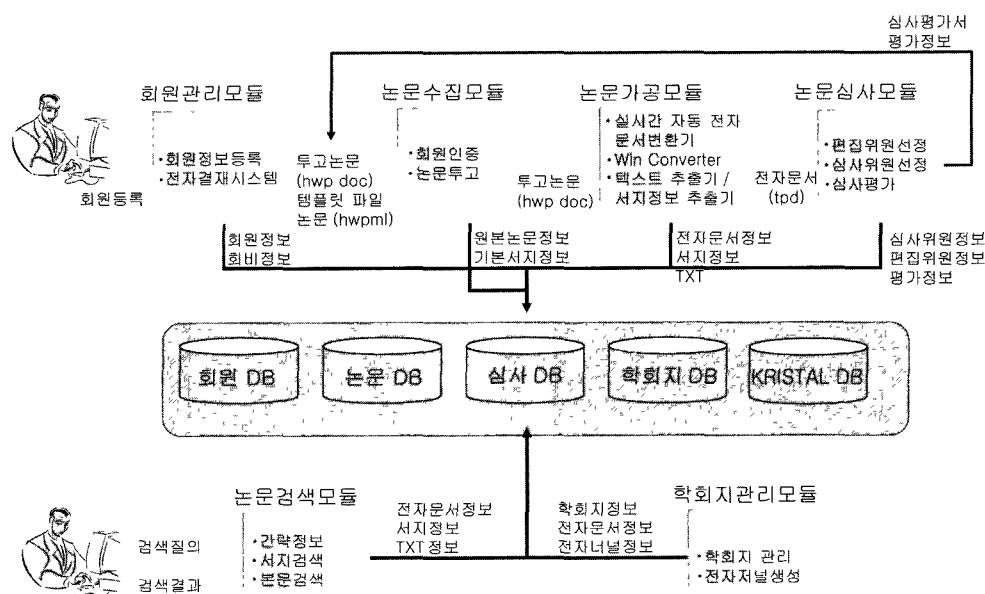 심사평가서
평가정보
회원관리모듈
·회원정보등록
·전자결재시스템
회원등록
투고논문
(hwp doc)
템플릿 파일
논문 (hwpml)
논문수집모듈
·회원인증
·논문투고
투고논문
(hwp doc)
논문가공모듈
·실시간 자동 전자
문서변환기
·Win Converter
·텍스트 추출기 /
서지정보 추출기
전자문서
(tpd)
논문심사모듈
·편집위원선정
·심사위원선정
·심사평가
회원정보
회비정보
원본논문정보
기본서지정보
전자문서정보
서지정보
TXT
심사위원정보
편집위원정보
평가정보
회원 DB
논문 DB
심사 DB
학회지 DB
KRISTAL DB
검색질의
검색결과
논문검색모듈
·간략정보
·서지검색
·본문검색
전자문서정보
서지정보
TXT 정보
학회지정보
전자문서정보
전자너널정보
학회지관리모듈
·학회지 관리
·전자저널생성